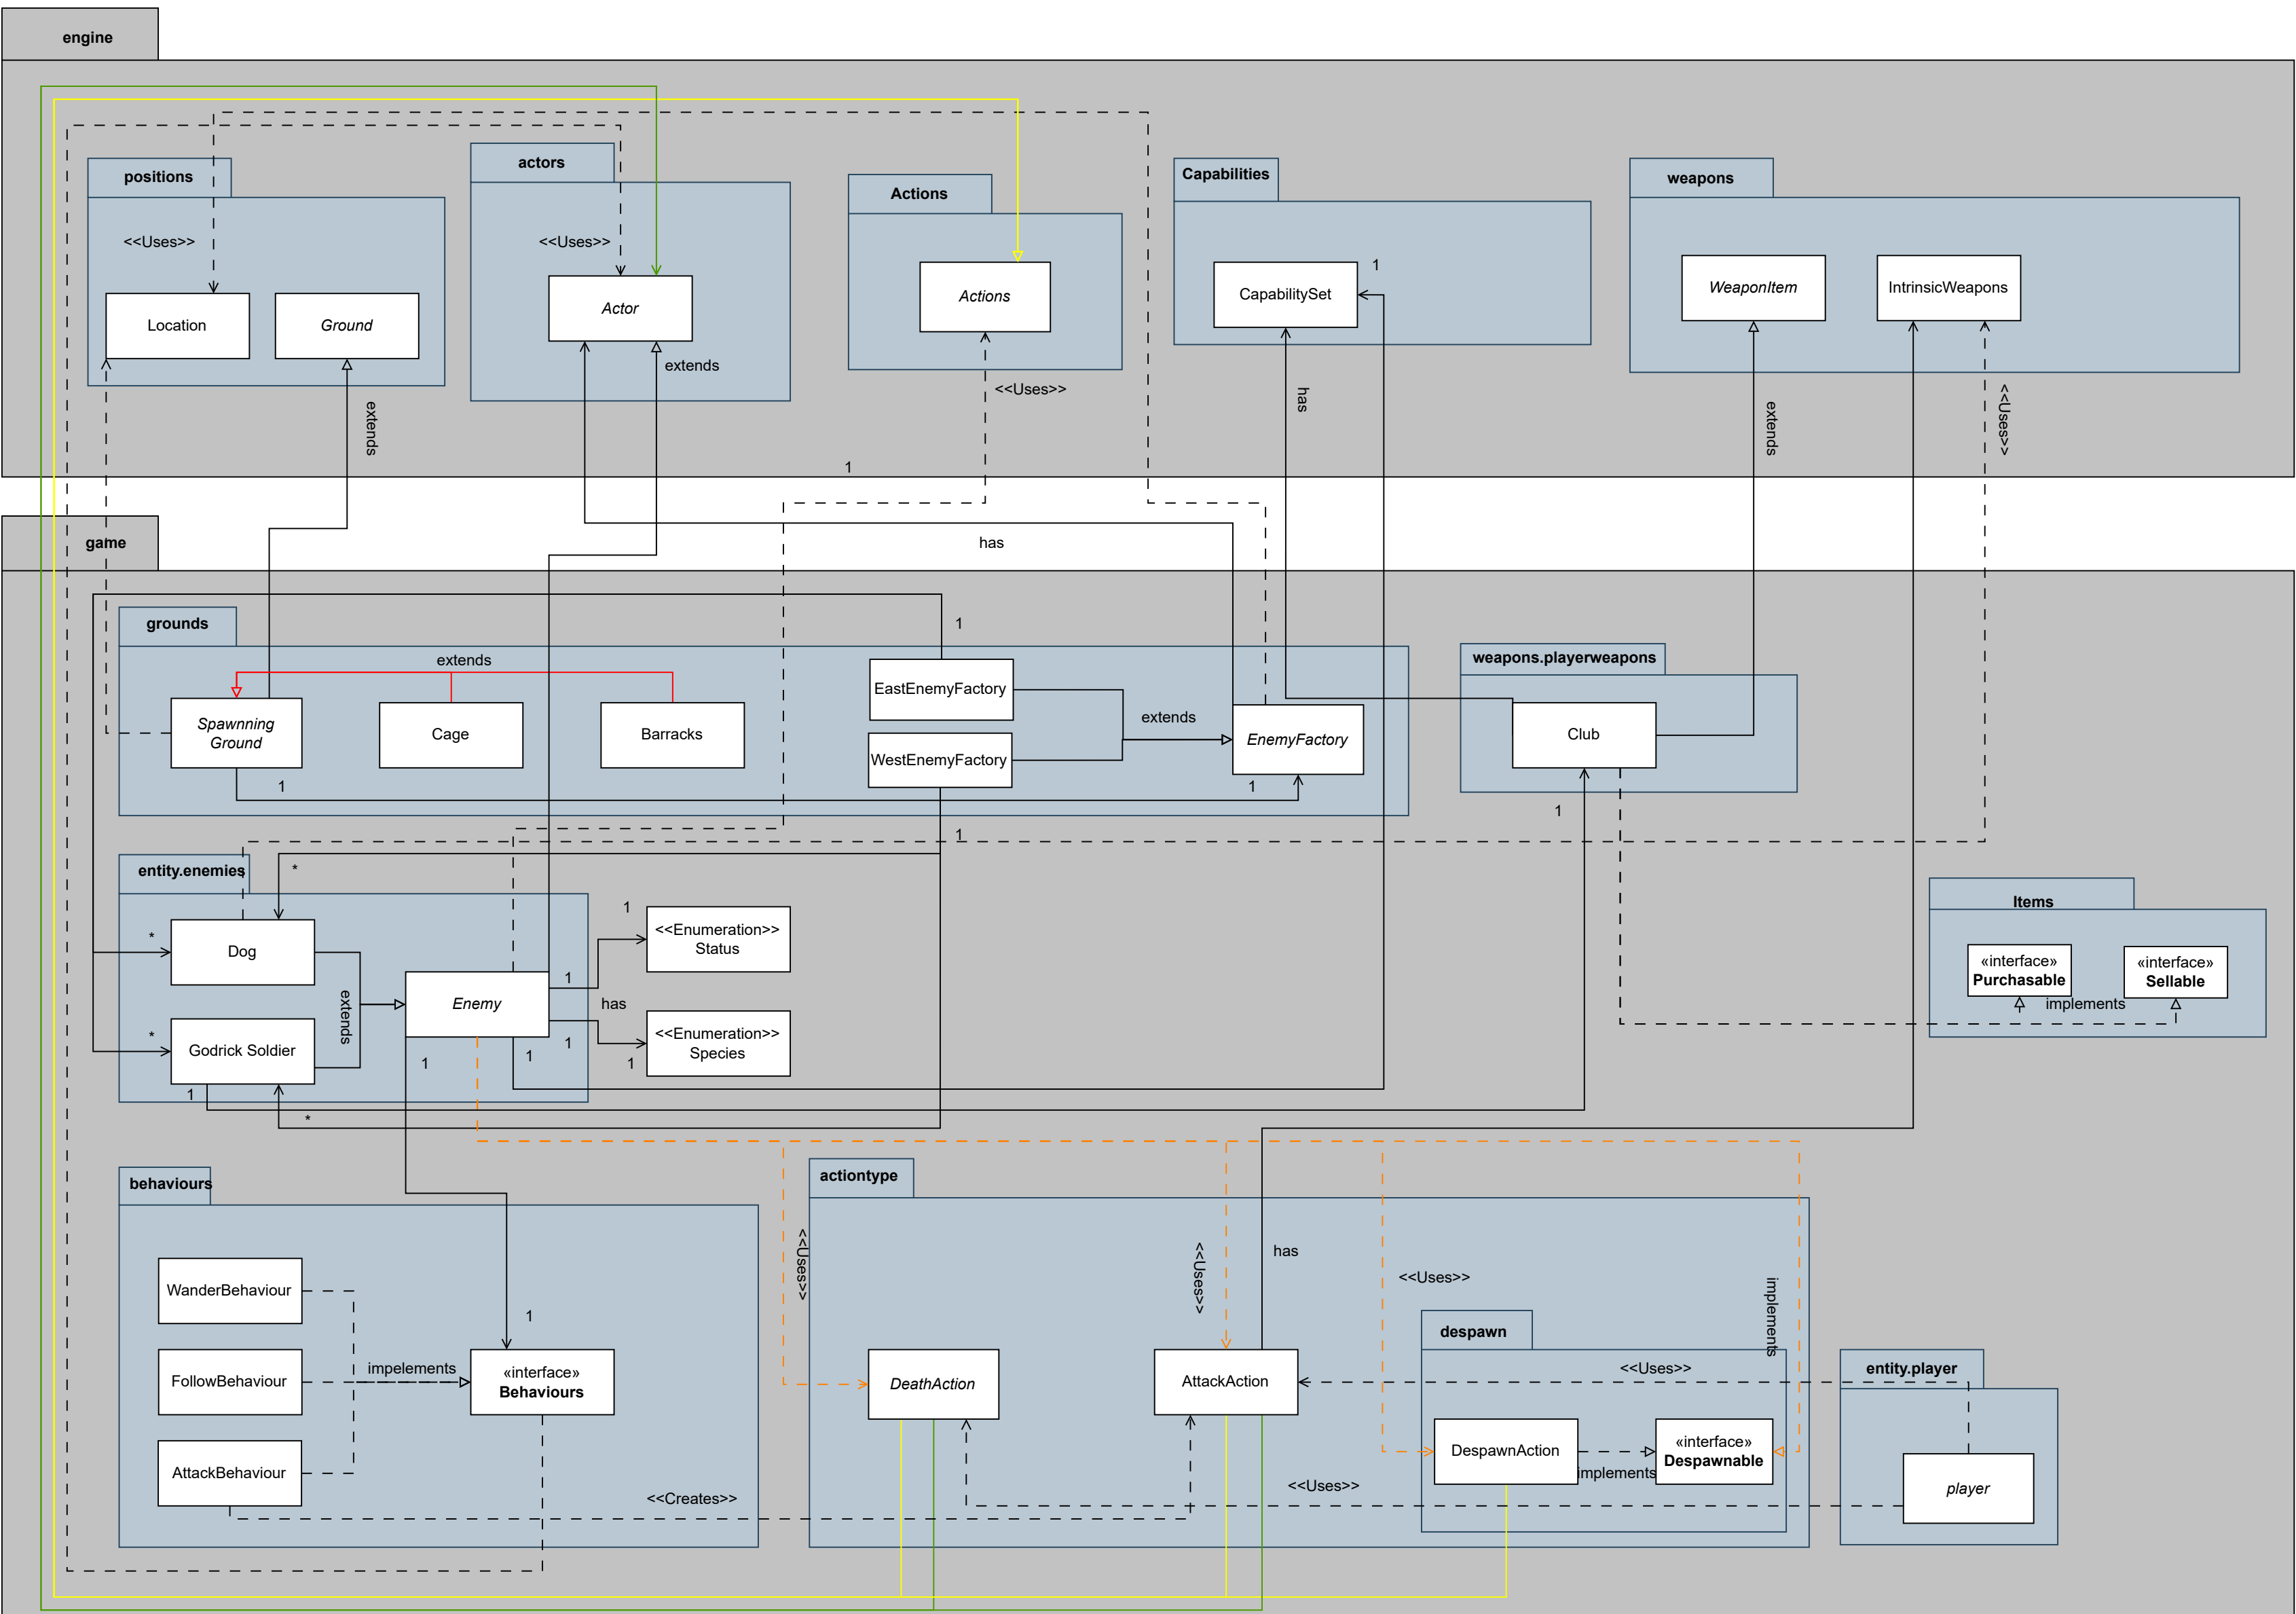 engine
positions
<<Uses>>
Location
Ground
extends
actors
<<Uses>>
Actor
extends
Actions
Actions
<<Uses>>
Capabilities
CapabilitySet
1
has
weapons
WeaponItem
IntrinsicWeapons
extends
<<Uses>>
1
game
has
grounds
extends
Spawnning
Ground
Cage
Barracks
1
EastEnemyFactory
WestEnemyFactory
extends
EnemyFactory
1
1
1
weapons.playerweapons
Club
1
entity.enemies
*
*
Dog
*
Godrick Soldier
extends
1
*
Enemy
1
1
1
1
has
1
<<Enumeration>>
Status
<<Enumeration>>
Species
1
Items
«interface»
Purchasable
«interface»
Sellable
implements
behaviours
WanderBehaviour
FollowBehaviour
AttackBehaviour
impelements
1
«interface»
Behaviours
<<Creates>>
actiontype
<<Uses>>
<<Uses>>
has
<<Uses>>
implements
DeathAction
AttackAction
despawn
<<Uses>>
DespawnAction
implements
«interface»
Despawnable
<<Uses>>
entity.player
player